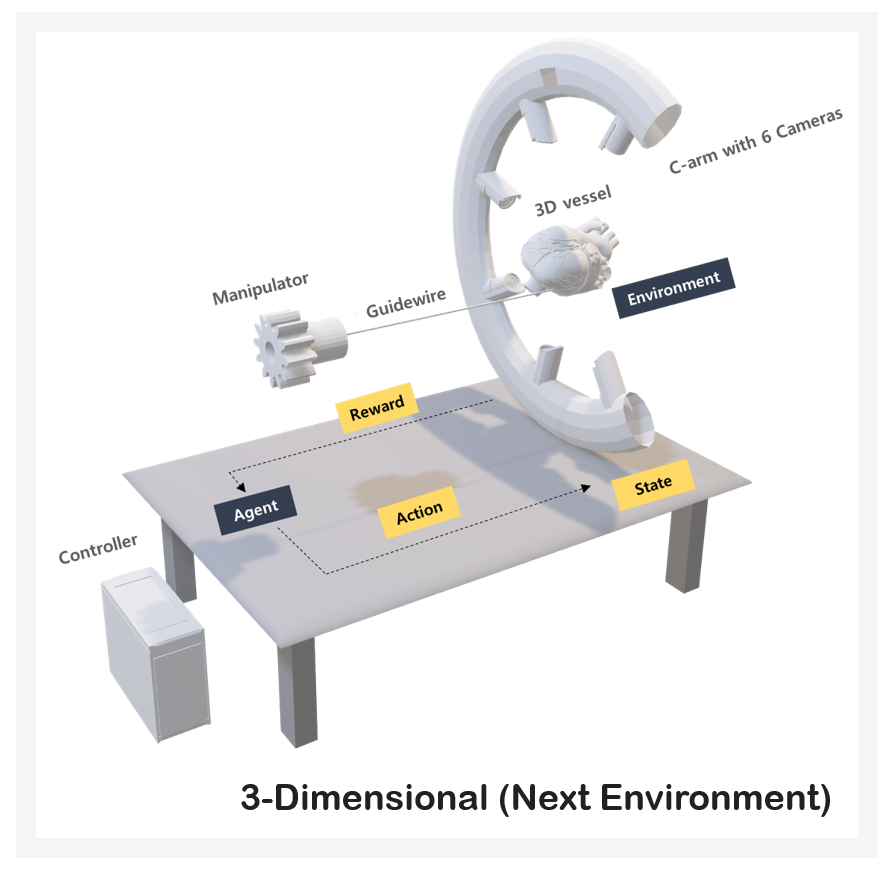 C-arm with 6 Cameras
3D vessel
Environment
Manipulator
Guidewire
Reward
Agent
Action
State
Controller
3-Dimensional (Next Environment)